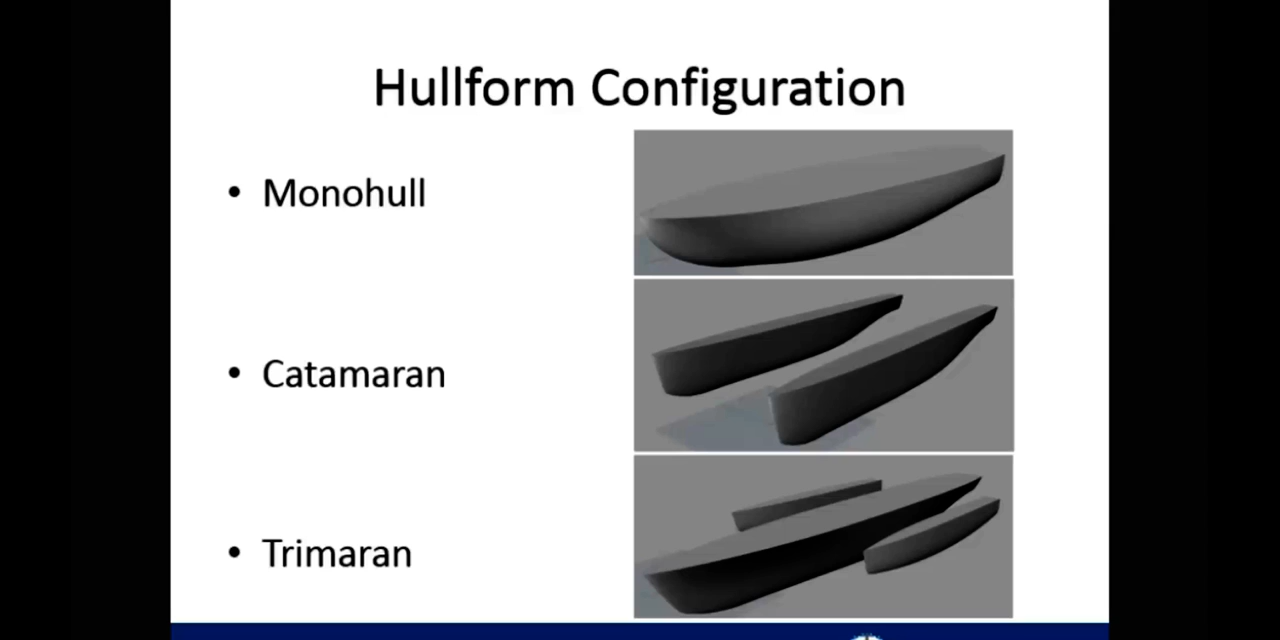 Hullform Configuration
• Monohull
• Catamaran
• Trimaran